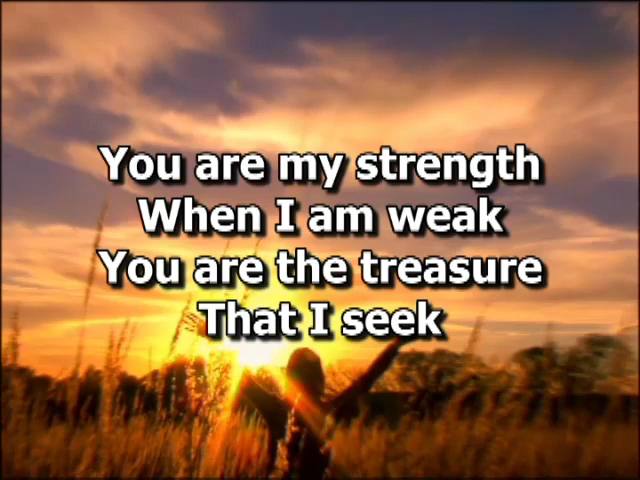 You are my strength
When I am weak
You are the treasure
That I seek